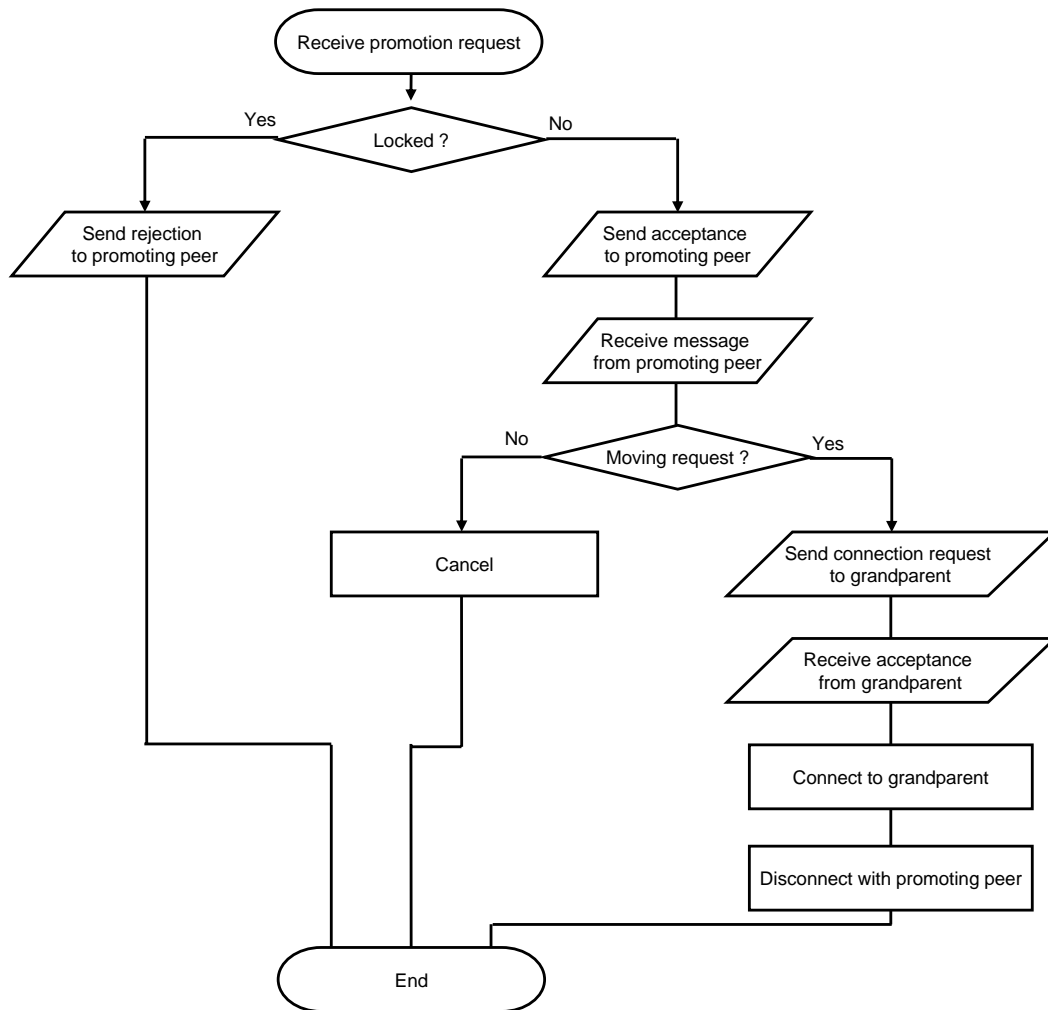 Receive promotion request
Yes
No
Locked ?
Send rejection
to promoting peer
Send acceptance
to promoting peer
Receive message
from promoting peer
No
Yes
Moving request ?
Cancel
Send connection request
to grandparent
Receive acceptance
from grandparent
Connect to grandparent
Disconnect with promoting peer
End